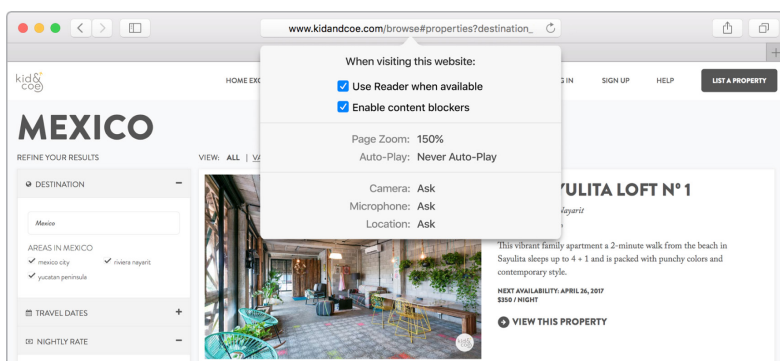 www.kidandcoe.com/browse#properties?destination_
When visiting this website:
Use Reader when available
Enable content blockers
Page Zoom: 150%
Auto-Play: Never Auto-Play
Camera: Ask
Microphone: Ask
Location: Ask
kid&
coe
HOME EXC
G IN
SIGN UP
HELP
LIST A PROPERTY
MEXICO
REFINE YOUR RESULTS
VIEW: ALL | VA
DESTINATION
Mexico
AREAS IN MEXICO
mexico city
riviera nayarit
yucatan peninsula
TRAVEL DATES
NIGHTLY RATE
YULITA LOFT Nº 1
Nayarit
This vibrant family apartment a 2-minute walk from the beach in
Sayulita sleeps up to 4 + 1 and is packed with punchy colors and
contemporary style.
NEXT AVAILABILITY: APRIL 26, 2017
$350 / NIGHT
VIEW THIS PROPERTY